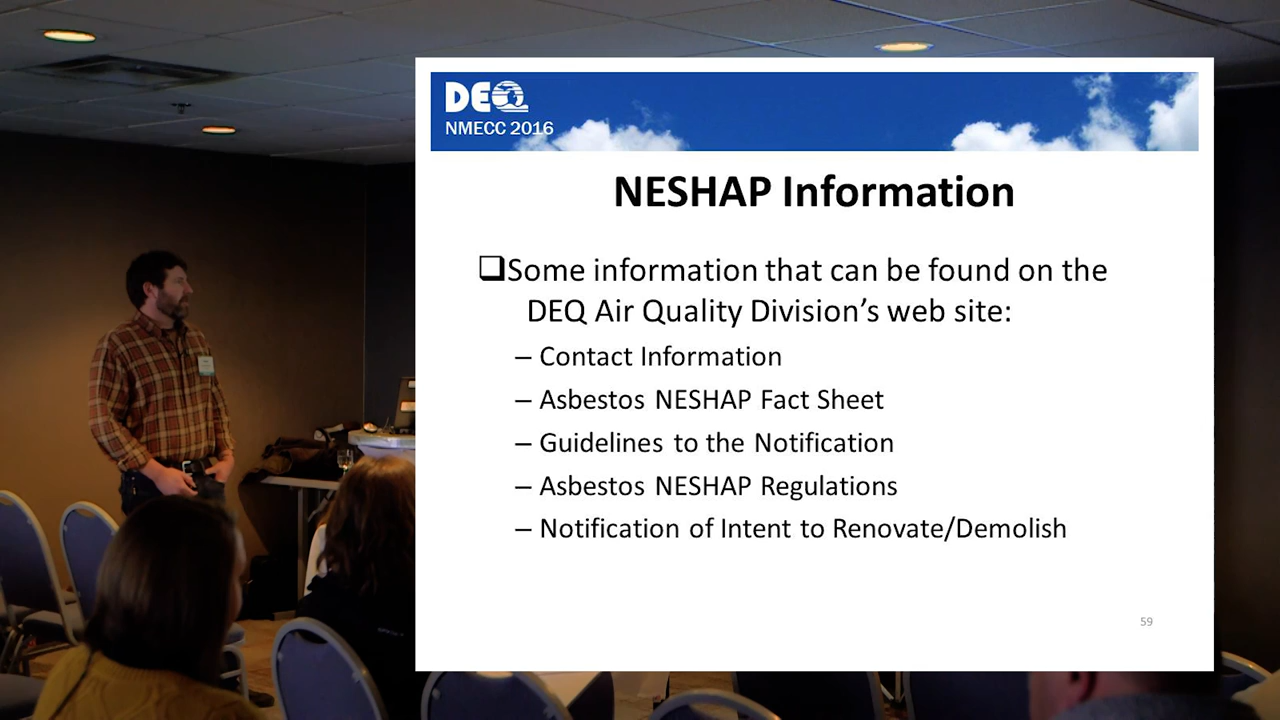 DEQ
NMECC 2016
NESHAP Information
❑Some information that can be found on the
DEQ Air Quality Division’s web site:
– Contact Information
– Asbestos NESHAP Fact Sheet
– Guidelines to the Notification
– Asbestos NESHAP Regulations
– Notification of Intent to Renovate/Demolish
59